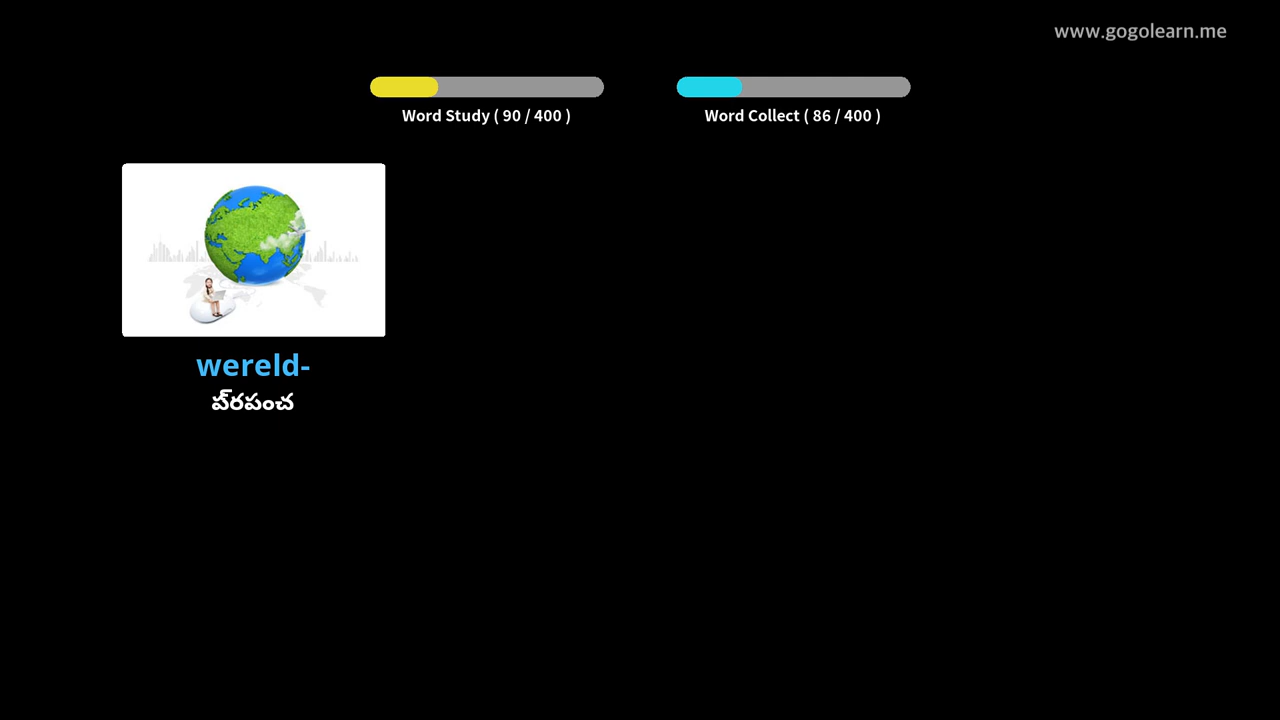 www.gogolearn.me
Word Study ( 90 / 400 )
Word Collect ( 86 / 400 )
wereld-
ప్రపంచ